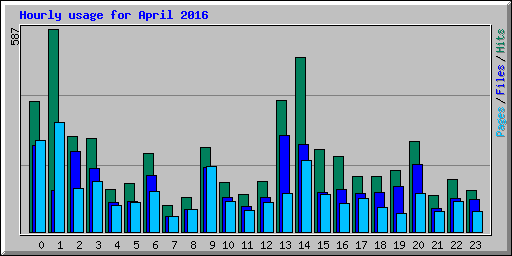 Hourly usage for April 2016
587
Pages / Files / Hits
0 1 2 3 4 5 6 7 8 9 10 11 12 13 14 15 16 17 18 19 20 21 22 23